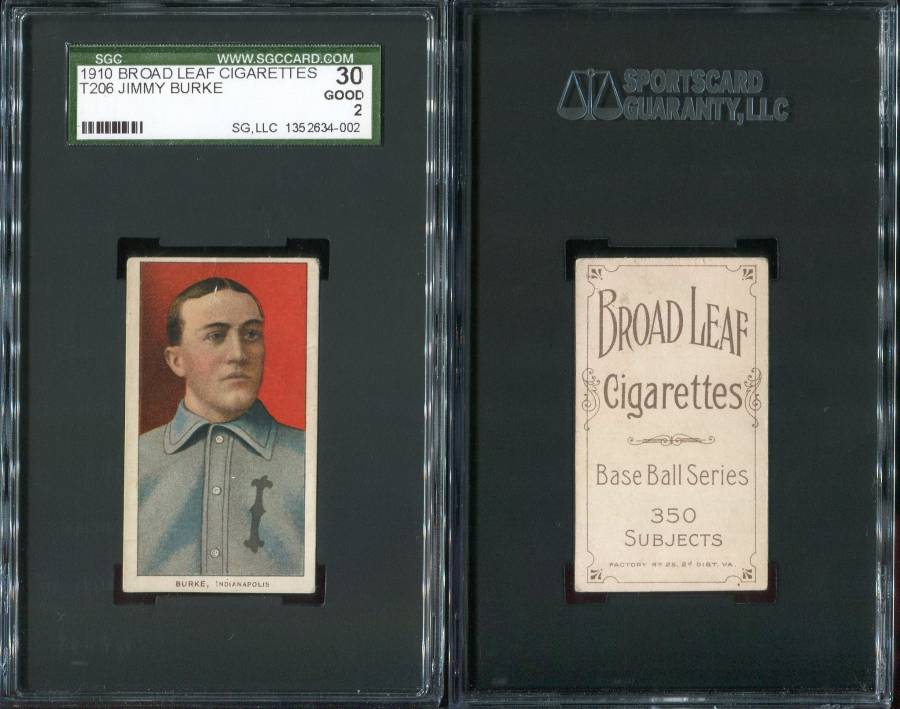 SGC WWW.SGCCARD.COM
1910 BROAD LEAF CIGARETTES 30
T206 JIMMY BURKE GOOD
2
SG,LLC 1352634-002
I
BURKE, INDIANAPOLIS
SPORTSCARD
GUARANTY,LLC
BROAD LEAF
Cigarettes
Base Ball Series
350
SUBJECTS
FACTORY Nº 25, 2d DIST. VA.